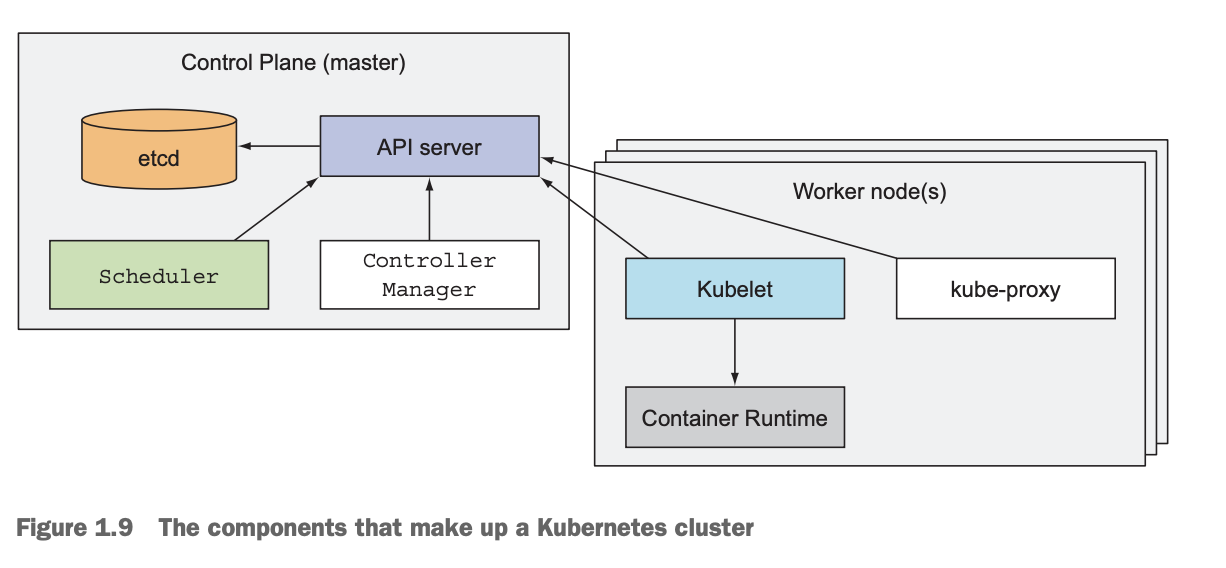 Control Plane (master)
etcd
API server
Scheduler
Controller
Manager
Worker node(s)
Kubelet
kube-proxy
Container Runtime
Figure 1.9 The components that make up a Kubernetes cluster